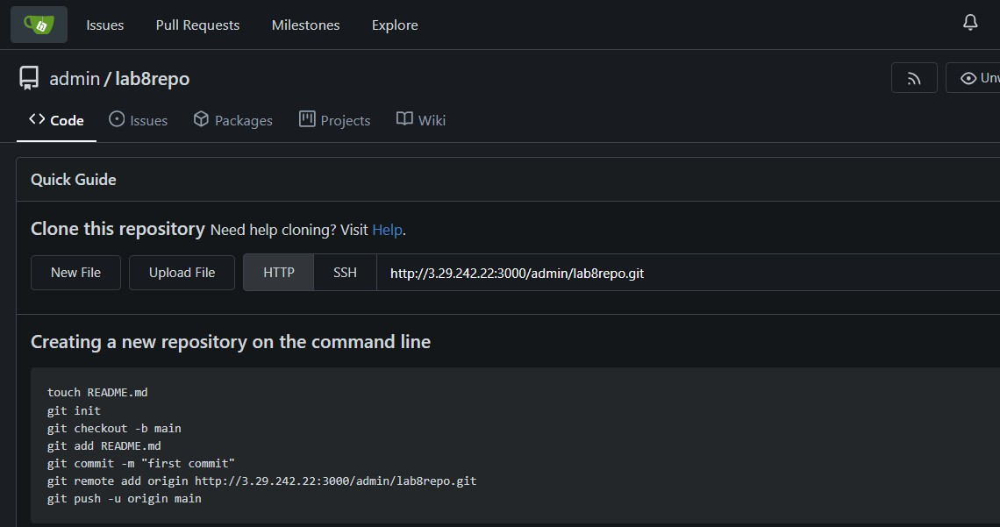 Issues Pull Requests Milestones Explore
admin / lab8repo
Unw
Code Issues Packages Projects Wiki
Quick Guide
Clone this repository Need help cloning? Visit Help.
New File Upload File HTTP SSH http://3.29.242.22:3000/admin/lab8repo.git
Creating a new repository on the command line
touch README.md
git init
git checkout -b main
git add README.md
git commit -m "first commit"
git remote add origin http://3.29.242.22:3000/admin/lab8repo.git
git push -u origin main